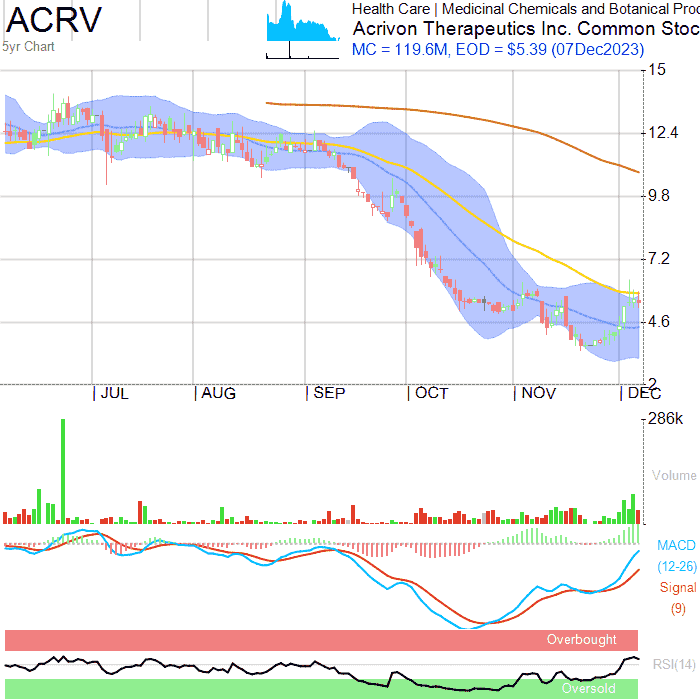 ACRV
5yr Chart
Health Care | Medicinal Chemicals and Botanical Pro
Acrivon Therapeutics Inc. Common Stoc
MC = 119.6M, EOD = $5.39 (07Dec2023)
15
12.4
9.8
7.2
4.6
2
JUL AUG SEP OCT NOV DEC
286k
Volume
MACD
(12-26)
Signal
(9)
Overbought
RSI(14)
Oversold